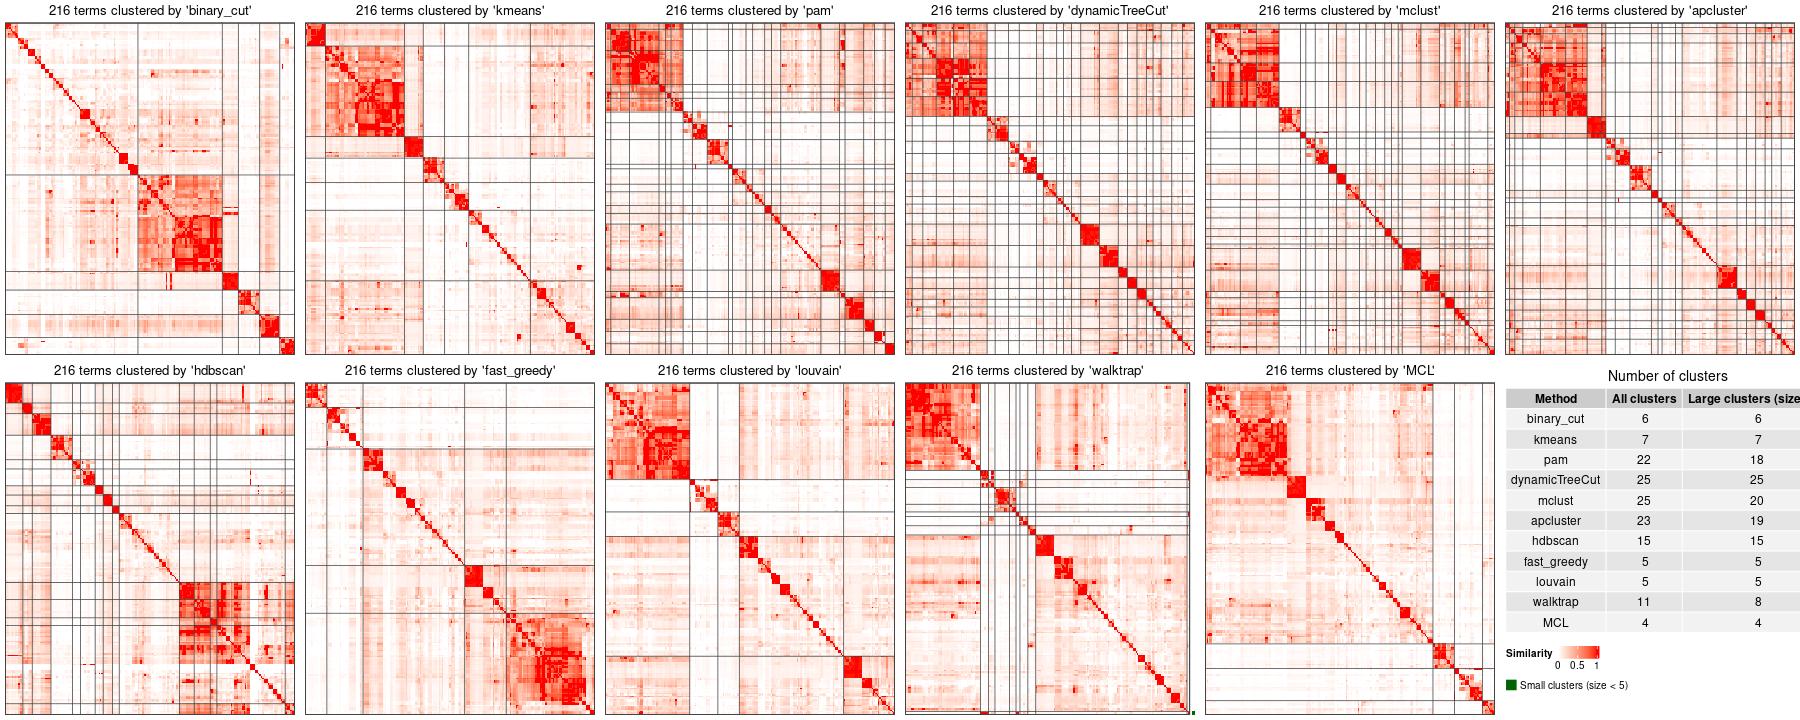 216 terms clustered by 'binary_cut'
216 terms clustered by 'kmeans'
216 terms clustered by 'pam'
216 terms clustered by 'dynamicTreeCut'
216 terms clustered by 'mclust'
216 terms clustered by 'apcluster'
216 terms clustered by 'hdbscan'
216 terms clustered by 'fast_greedy'
216 terms clustered by 'louvain'
216 terms clustered by 'walktrap'
216 terms clustered by 'MCL'
Number of clusters
Method All clusters Large clusters (size
binary_cut 6 6
kmeans 7 7
pam 22 18
dynamicTreeCut 25 25
mclust 25 20
apcluster 23 19
hdbscan 15 15
fast_greedy 5 5
louvain 5 5
walktrap 11 8
MCL 4 4
Similarity
0 0.5 1
Small clusters (size < 5)